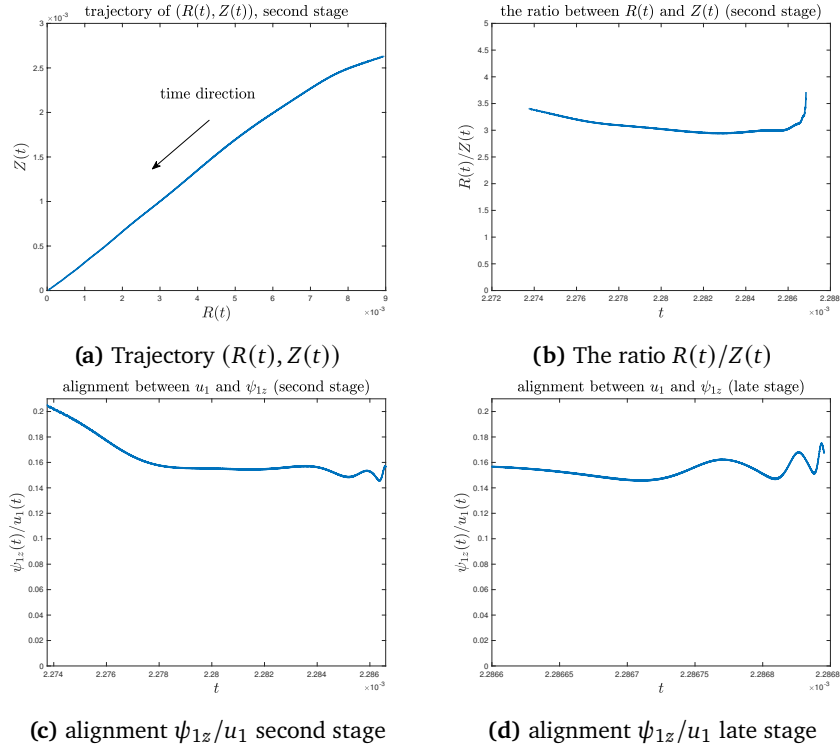 trajectory of (R(t), Z(t)), second stage
×10⁻³
3
2.5
2
1.5
1
0.5
0
Z(t)
time direction
0 1 2 3 4 5 6 7 8 9
R(t)
×10⁻³
(a) Trajectory (R(t), Z(t))
the ratio between R(t) and Z(t) (second stage)
5
4.5
4
3.5
3
2.5
2
1.5
1
0.5
0
R(t)/Z(t)
2.272 2.274 2.276 2.278 2.28 2.282 2.284 2.286 2.288
t
×10⁻³
(b) The ratio R(t)/Z(t)
alignment between u₁ and ψ₁z (second stage)
0.2
0.18
0.16
0.14
0.12
0.1
0.08
0.06
0.04
0.02
0
ψ₁z(t)/u₁(t)
2.274 2.276 2.278 2.28 2.282 2.284 2.286
t
×10⁻³
(c) alignment ψ₁z/u₁ second stage
alignment between u₁ and ψ₁z (late stage)
0.2
0.18
0.16
0.14
0.12
0.1
0.08
0.06
0.04
0.02
0
ψ₁z(t)/u₁(t)
2.2866 2.28665 2.2867 2.28675 2.2868 2.2868
t
×10⁻³
(d) alignment ψ₁z/u₁ late stage